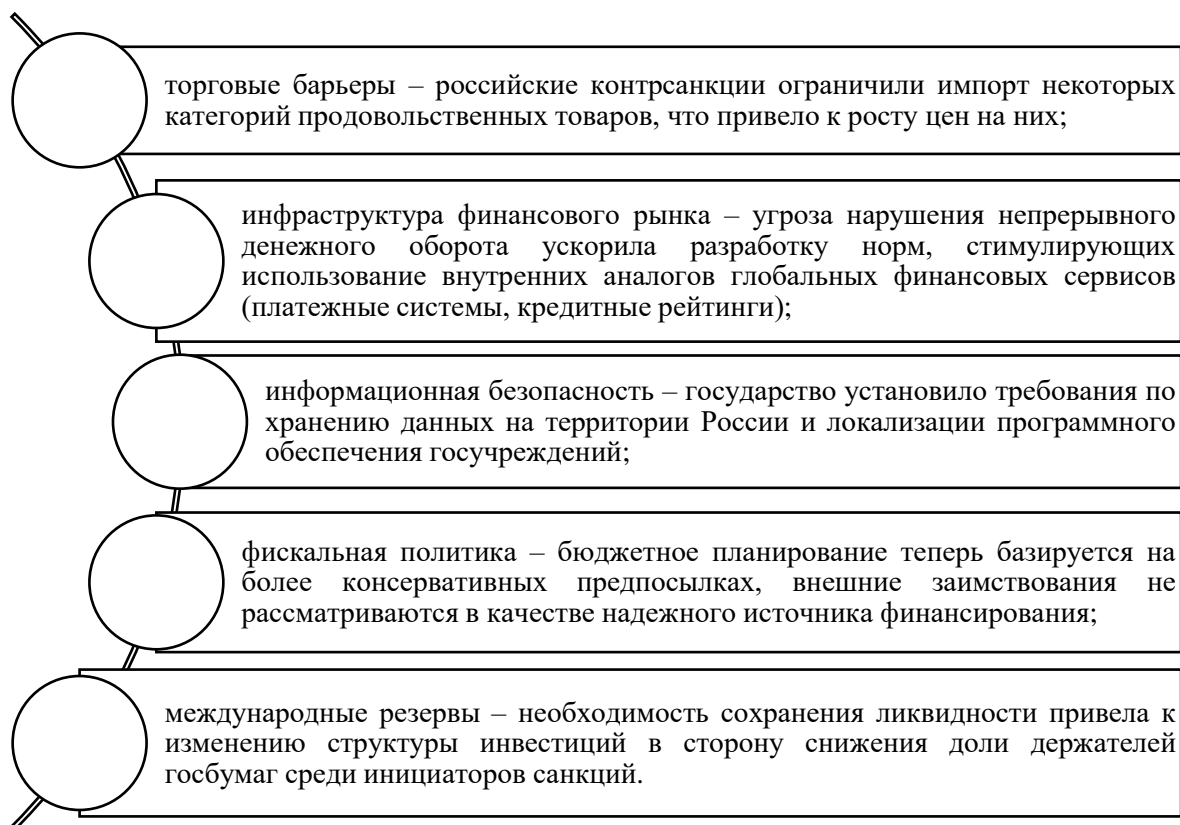 торговые барьеры – российские контрсанкции ограничили импорт некоторых
категорий продовольственных товаров, что привело к росту цен на них;
инфраструктура финансового рынка – угроза нарушения непрерывного
денежного оборота ускорила разработку норм, стимулирующих
использование внутренних аналогов глобальных финансовых сервисов
(платежные системы, кредитные рейтинги);
информационная безопасность – государство установило требования по
хранению данных на территории России и локализации программного
обеспечения госучреждений;
фискальная политика – бюджетное планирование теперь базируется на
более консервативных предпосылках, внешние заимствования не
рассматриваются в качестве надежного источника финансирования;
международные резервы – необходимость сохранения ликвидности привела к
изменению структуры инвестиций в сторону снижения доли держателей
госбумаг среди инициаторов санкций.